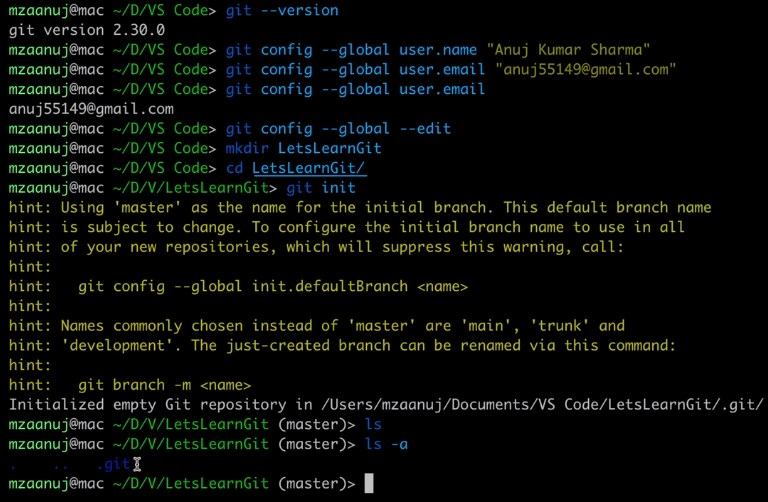 mzaanuj@mac ~/D/VS Code> git --version
git version 2.30.0
mzaanuj@mac ~/D/VS Code> git config --global user.name "Anuj Kumar Sharma"
mzaanuj@mac ~/D/VS Code> git config --global user.email "anuj55149@gmail.com"
mzaanuj@mac ~/D/VS Code> git config --global user.email
anuj55149@gmail.com
mzaanuj@mac ~/D/VS Code> git config --global --edit
mzaanuj@mac ~/D/VS Code> mkdir LetsLearnGit
mzaanuj@mac ~/D/VS Code> cd LetsLearnGit/
mzaanuj@mac ~/D/V/LetsLearnGit> git init
hint: Using 'master' as the name for the initial branch. This default branch name
hint: is subject to change. To configure the initial branch name to use in all
hint: of your new repositories, which will suppress this warning, call:
hint:
hint:   git config --global init.defaultBranch <name>
hint:
hint: Names commonly chosen instead of 'master' are 'main', 'trunk' and
hint: 'development'. The just-created branch can be renamed via this command:
hint:
hint:   git branch -m <name>
Initialized empty Git repository in /Users/mzaanuj/Documents/VS Code/LetsLearnGit/.git/
mzaanuj@mac ~/D/V/LetsLearnGit (master)> ls
mzaanuj@mac ~/D/V/LetsLearnGit (master)> ls -a
.    ..   .git
mzaanuj@mac ~/D/V/LetsLearnGit (master)>